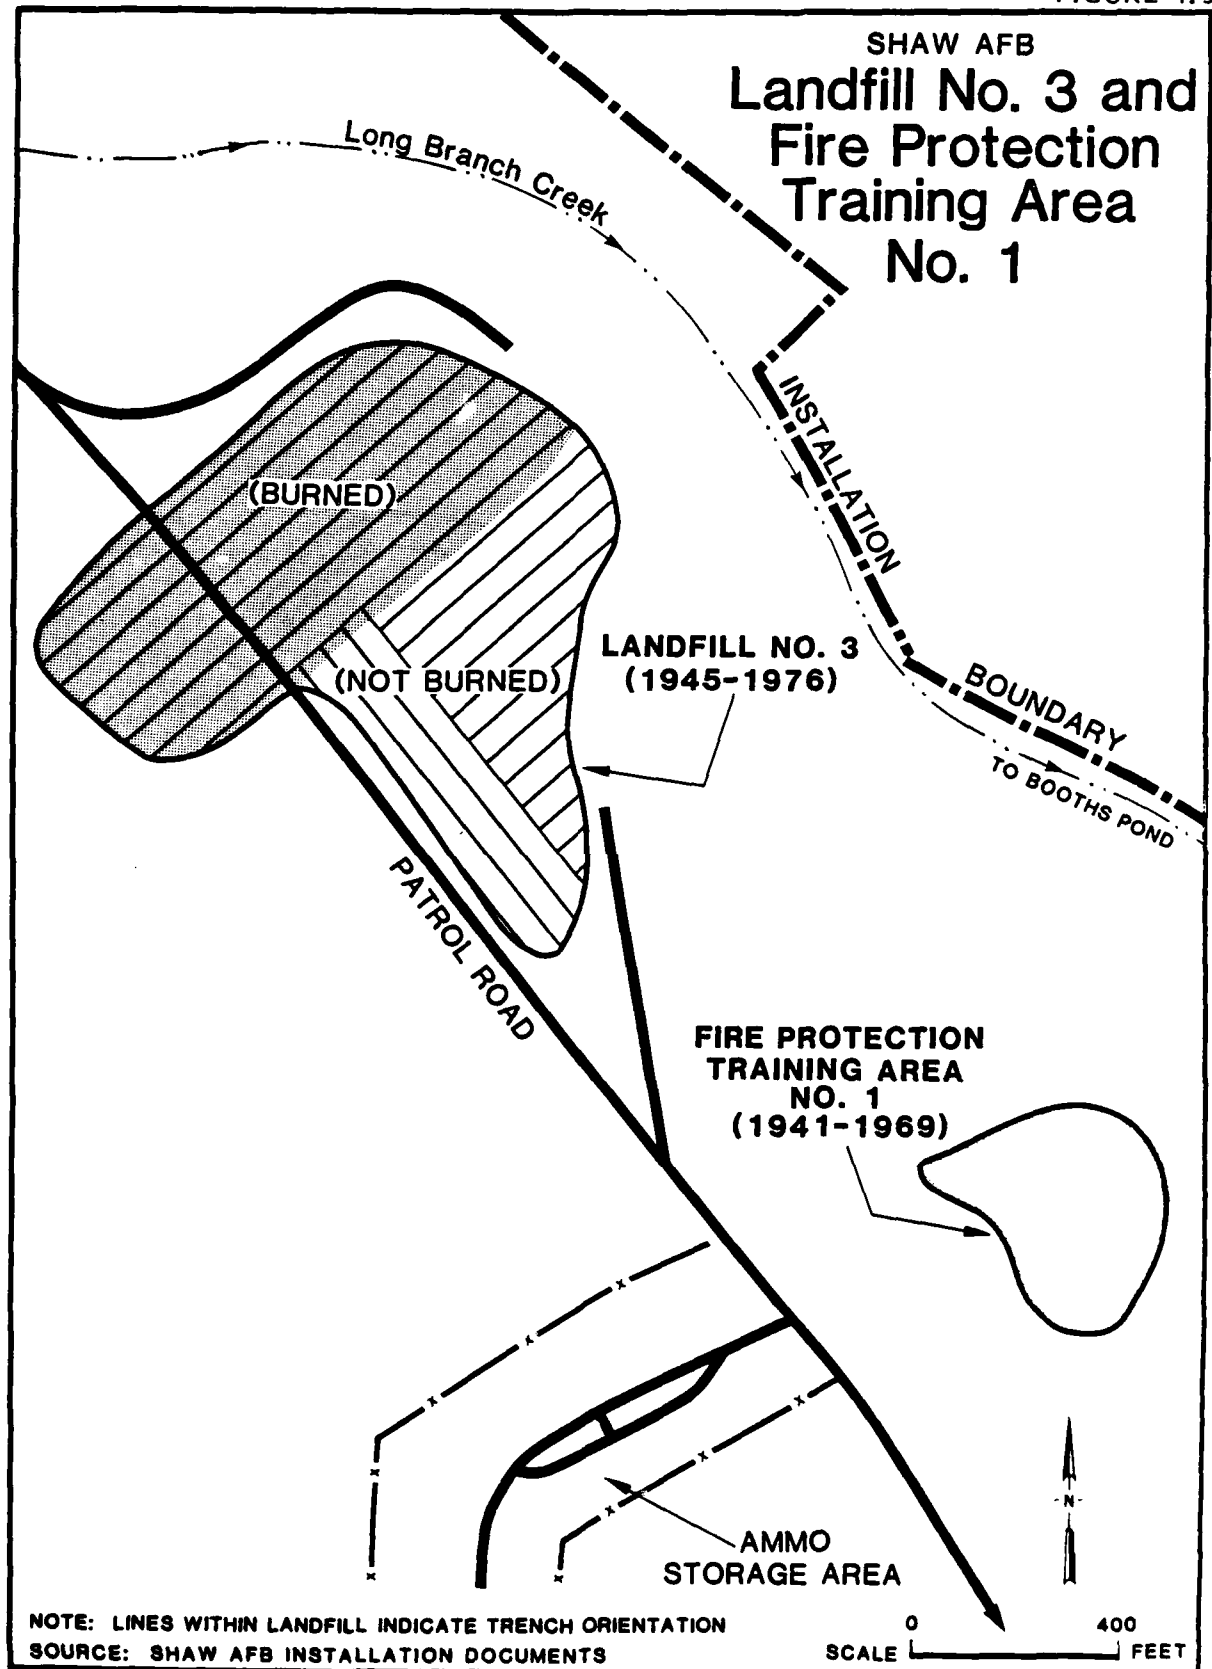 SHAW AFB
Landfill No. 3 and
Fire Protection
Training Area
No. 1
Long Branch Creek
INSTALLATION
BOUNDARY
TO BOOTHS POND
(BURNED)
(NOT BURNED)
LANDFILL NO. 3
(1945-1976)
PATROL ROAD
FIRE PROTECTION
TRAINING AREA
NO. 1
(1941-1969)
AMMO
STORAGE AREA
N
NOTE: LINES WITHIN LANDFILL INDICATE TRENCH ORIENTATION
SOURCE: SHAW AFB INSTALLATION DOCUMENTS
0 400
SCALE FEET